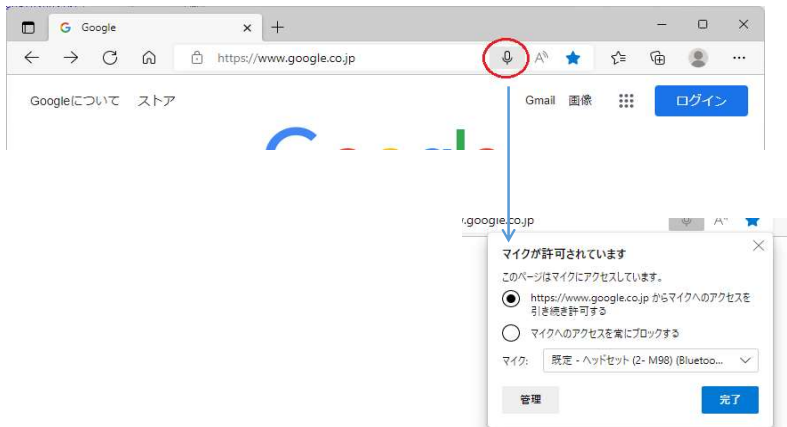 Google
https://www.google.co.jp
Googleについて ストア
Gmail 画像
ログイン
.google.co.jp
マイクが許可されています
このページはマイクにアクセスしています。
https://www.google.co.jp からマイクへのアクセスを
引き続き許可する
マイクへのアクセスを常にブロックする
マイク: 既定 - ヘッドセット (2- M98) (Bluetoo...
管理 完了